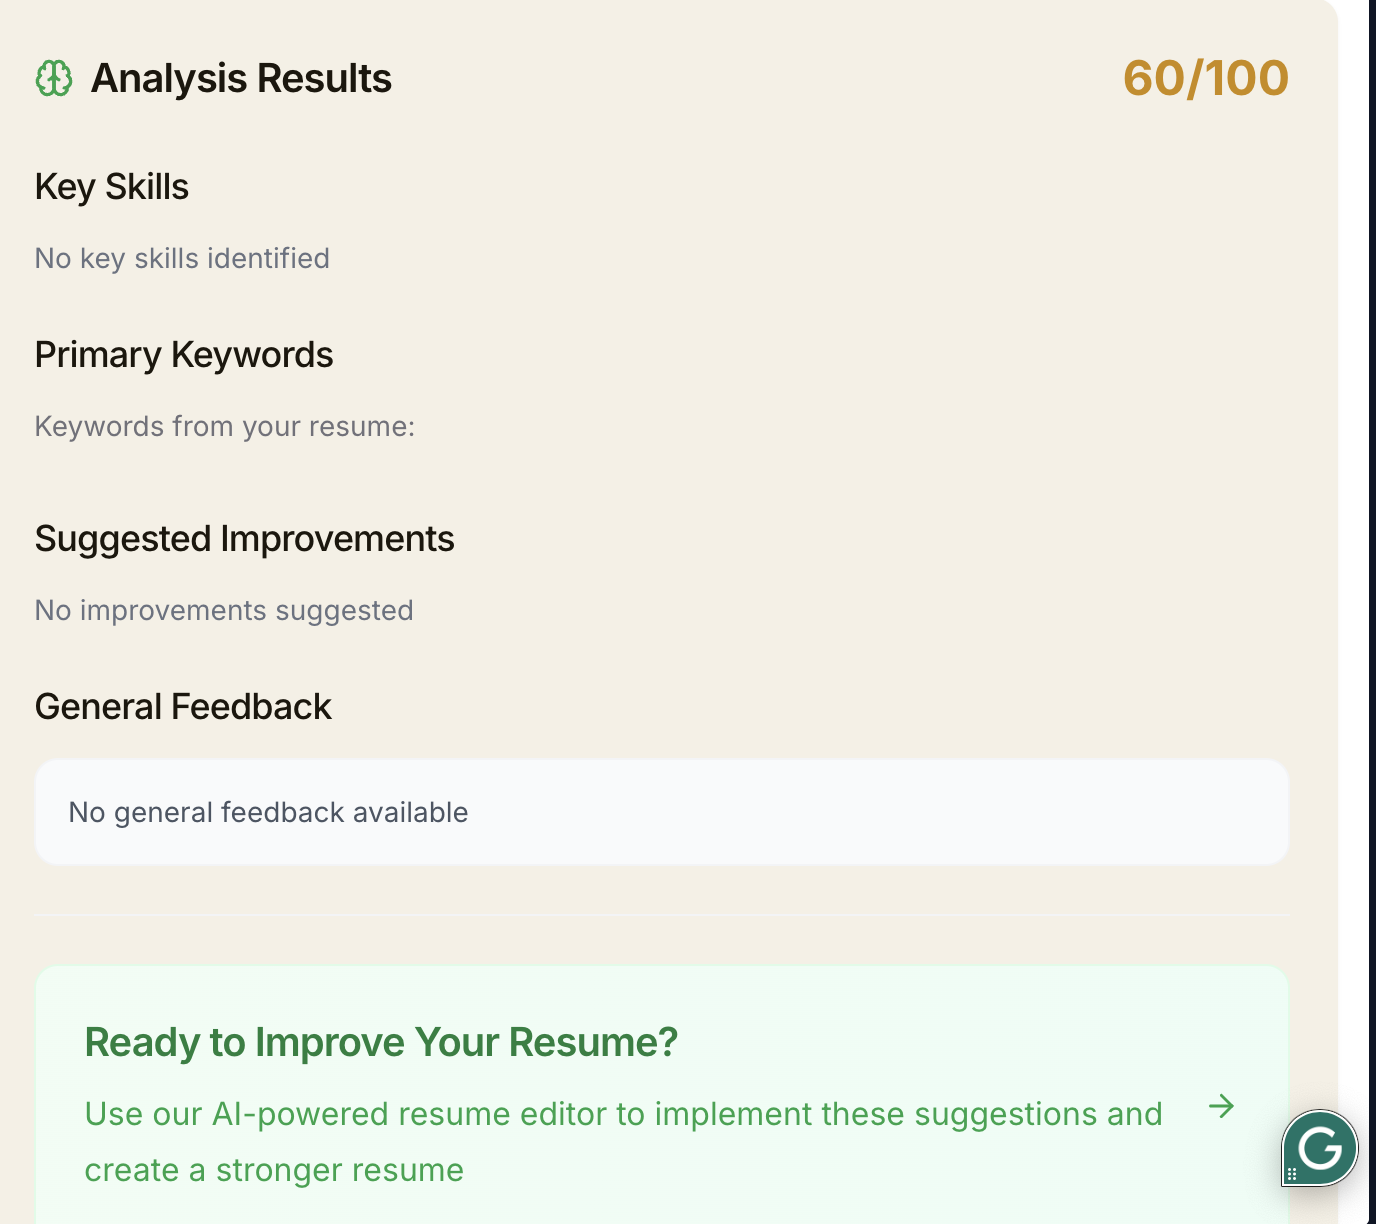 Analysis Results
60/100
Key Skills
No key skills identified
Primary Keywords
Keywords from your resume:
Suggested Improvements
No improvements suggested
General Feedback
No general feedback available
Ready to Improve Your Resume?
Use our AI-powered resume editor to implement these suggestions and
create a stronger resume
G